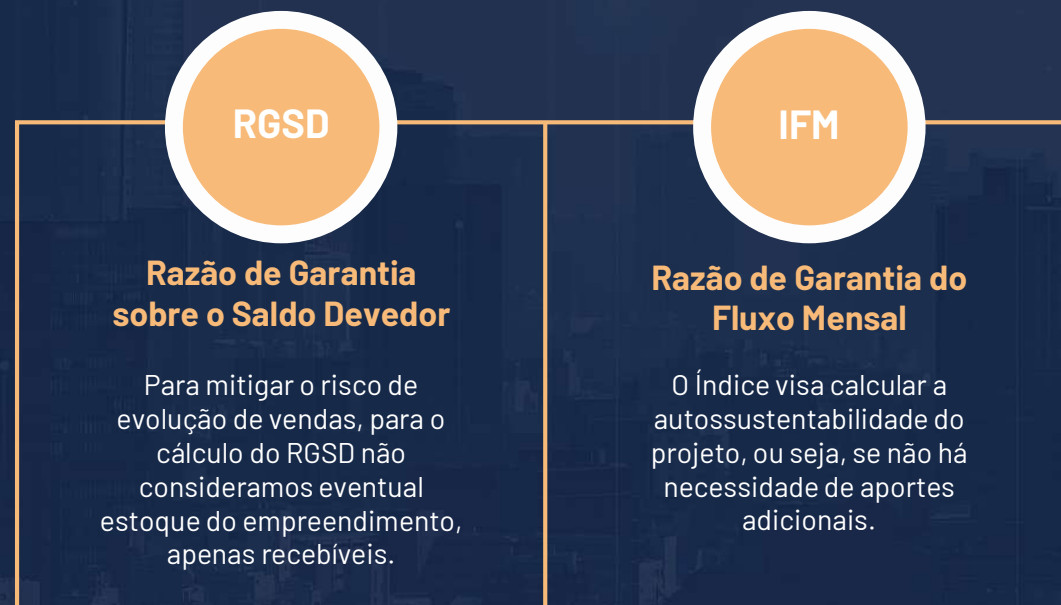 RGSD
Razão de Garantia
sobre o Saldo Devedor
Para mitigar o risco de
evolução de vendas, para o
cálculo do RGSD não
consideramos eventual
estoque do empreendimento,
apenas recebíveis.
IFM
Razão de Garantia do
Fluxo Mensal
O Índice visa calcular a
autossustentabilidade do
projeto, ou seja, se não há
necessidade de aportes
adicionais.